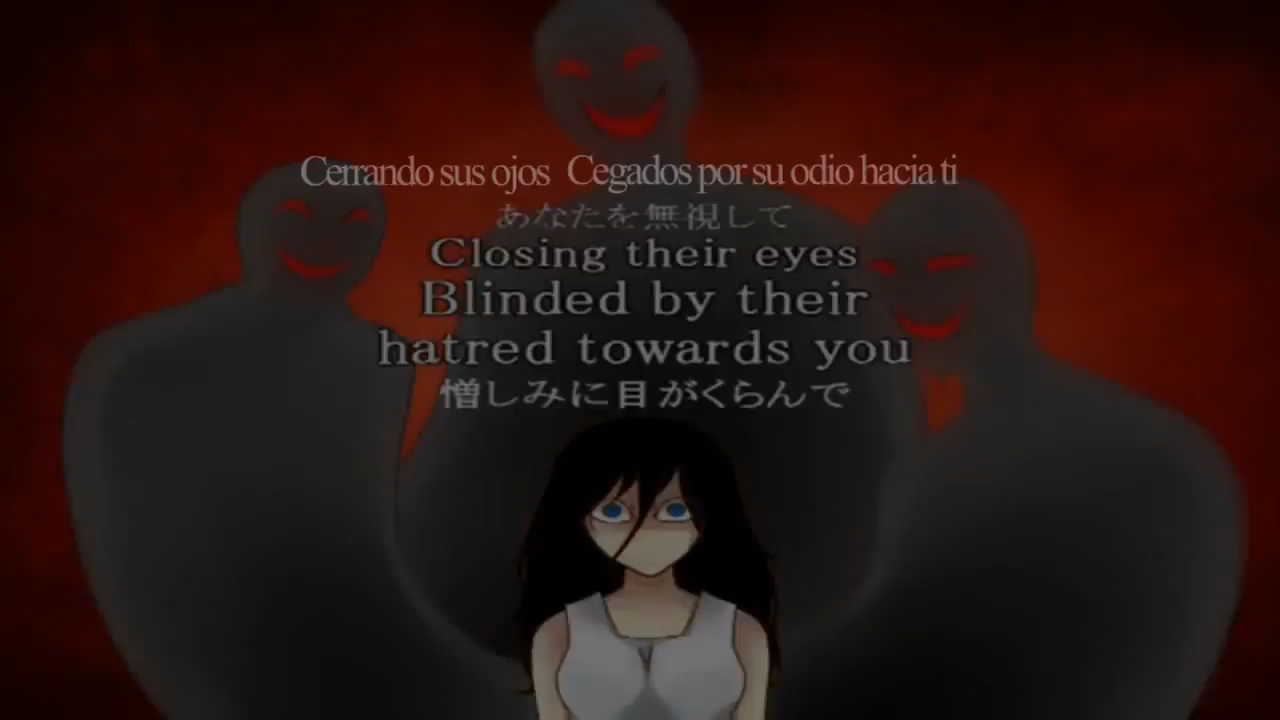 Cerrando sus ojos Cegados por su odio hacia ti
あなたを無視して
Closing their eyes
Blinded by their
hatred towards you
憎しみに目がくらんで